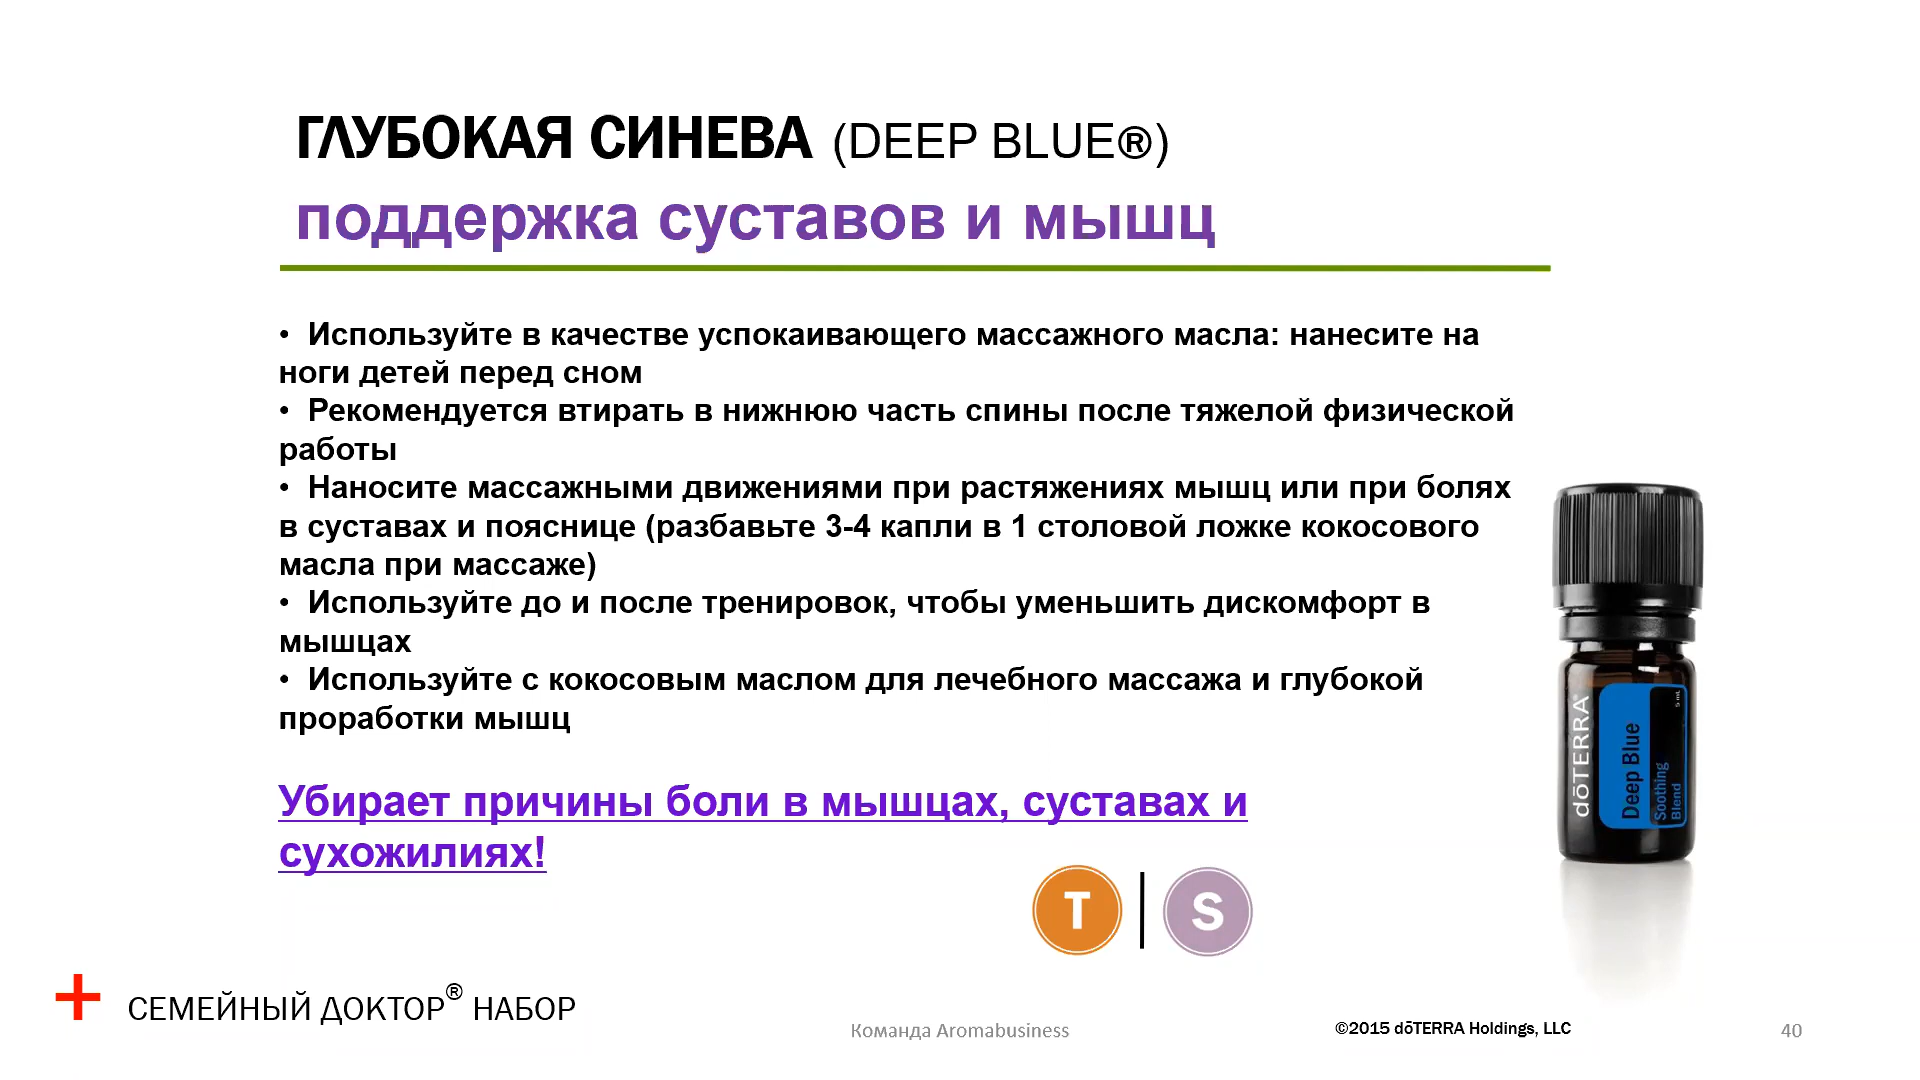 ГЛУБОКАЯ СИНЕВА (DEEP BLUE®)
поддержка суставов и мышц
• Используйте в качестве успокаивающего массажного масла: нанесите на
ноги детей перед сном
• Рекомендуется втирать в нижнюю часть спины после тяжелой физической
работы
• Наносите массажными движениями при растяжениях мышц или при болях
в суставах и пояснице (разбавьте 3-4 капли в 1 столовой ложке кокосового
масла при массаже)
• Используйте до и после тренировок, чтобы уменьшить дискомфорт в
мышцах
• Используйте с кокосовым маслом для лечебного массажа и глубокой
проработки мышц
Убирает причины боли в мышцах, суставах и
сухожилиях!
T | S
dōTERRA®
Deep Blue
Soothing
Blend
5 mL
+ СЕМЕЙНЫЙ ДОКТОР® НАБОР
Команда Aromabusiness
©2015 dōTERRA Holdings, LLC
40